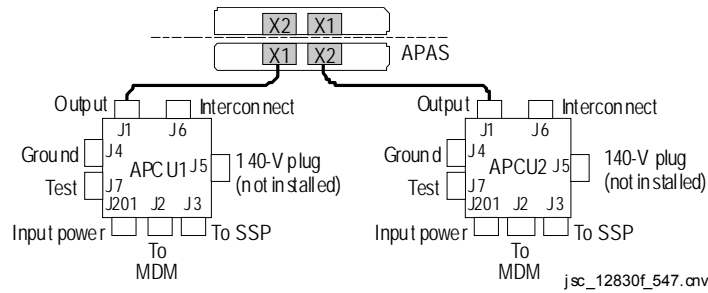 X2 X1
X1 X2 APAS
Output Interconnect Output Interconnect
J1 J6 J1 J6
Ground J4 Ground J4
APCU1 J5 140-V plug APCU2 J5 140-V plug
(not installed) (not installed)
Test J7 Test J7
J201 J2 J3 J201 J2 J3
Input power To SSP Input power To SSP
To To
MDM MDM
jsc_12830f_547.cnv